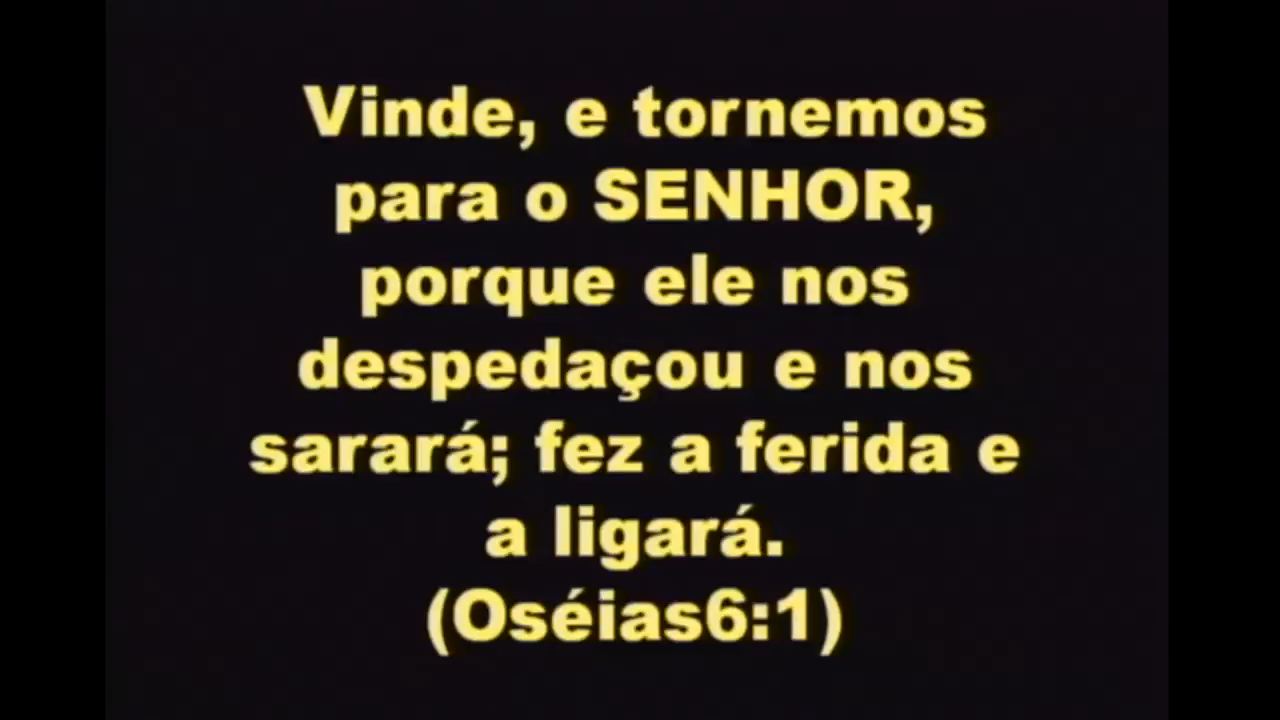 Vinde, e tornemos
para o SENHOR,
porque ele nos
despedaçou e nos
sarará; fez a ferida e
a ligará.
(Oséias6:1)